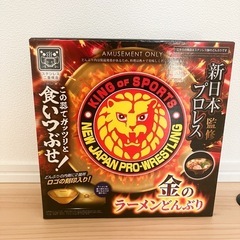 AMUSEMENT ONLY
この器でガッツリと
食いつぶせ!
KING OF SPORTS
NEW JAPAN PRO-WRESTLING
新日本
プロレス
監修
金の
ラーメンどんぶり
ロゴの刻印入り!